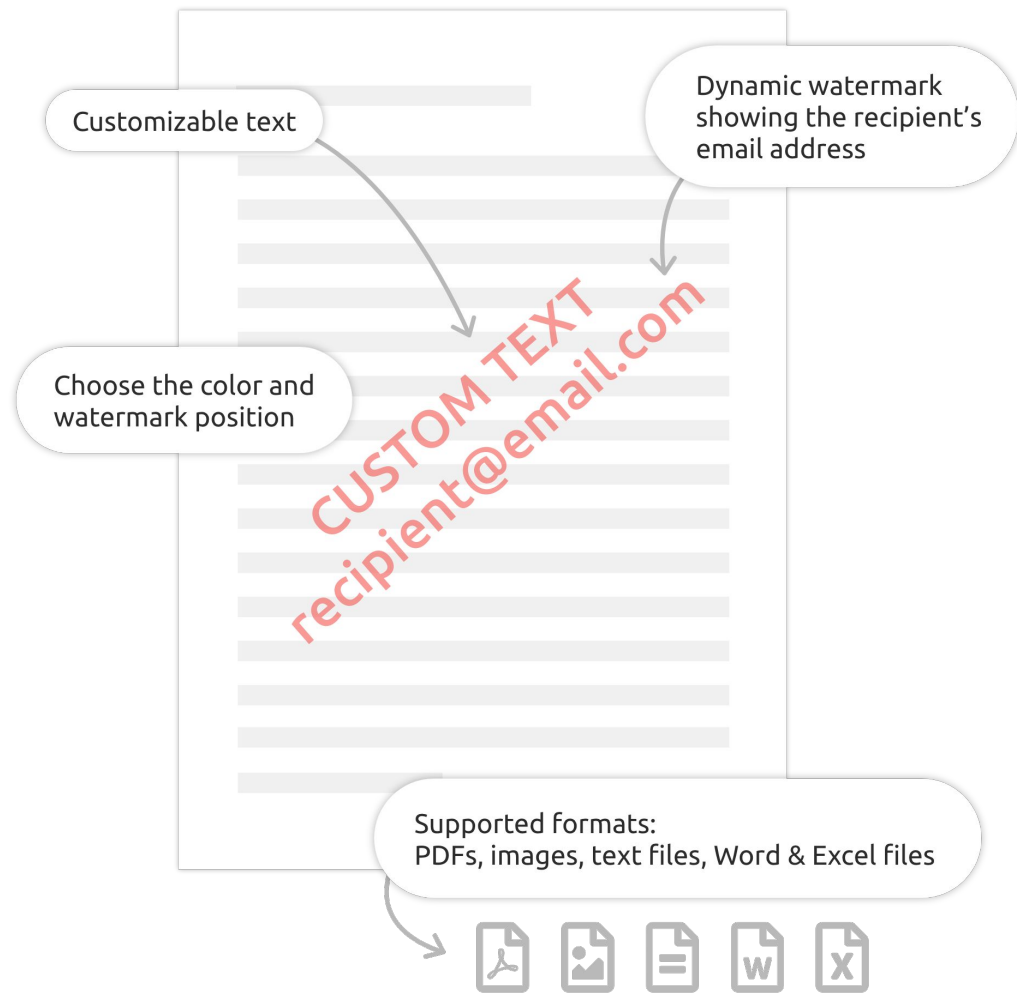 Customizable text
Dynamic watermark
showing the recipient's
email address
Choose the color and
watermark position
CUSTOM TEXT
recipient@email.com
Supported formats:
PDFs, images, text files, Word & Excel files
W
X